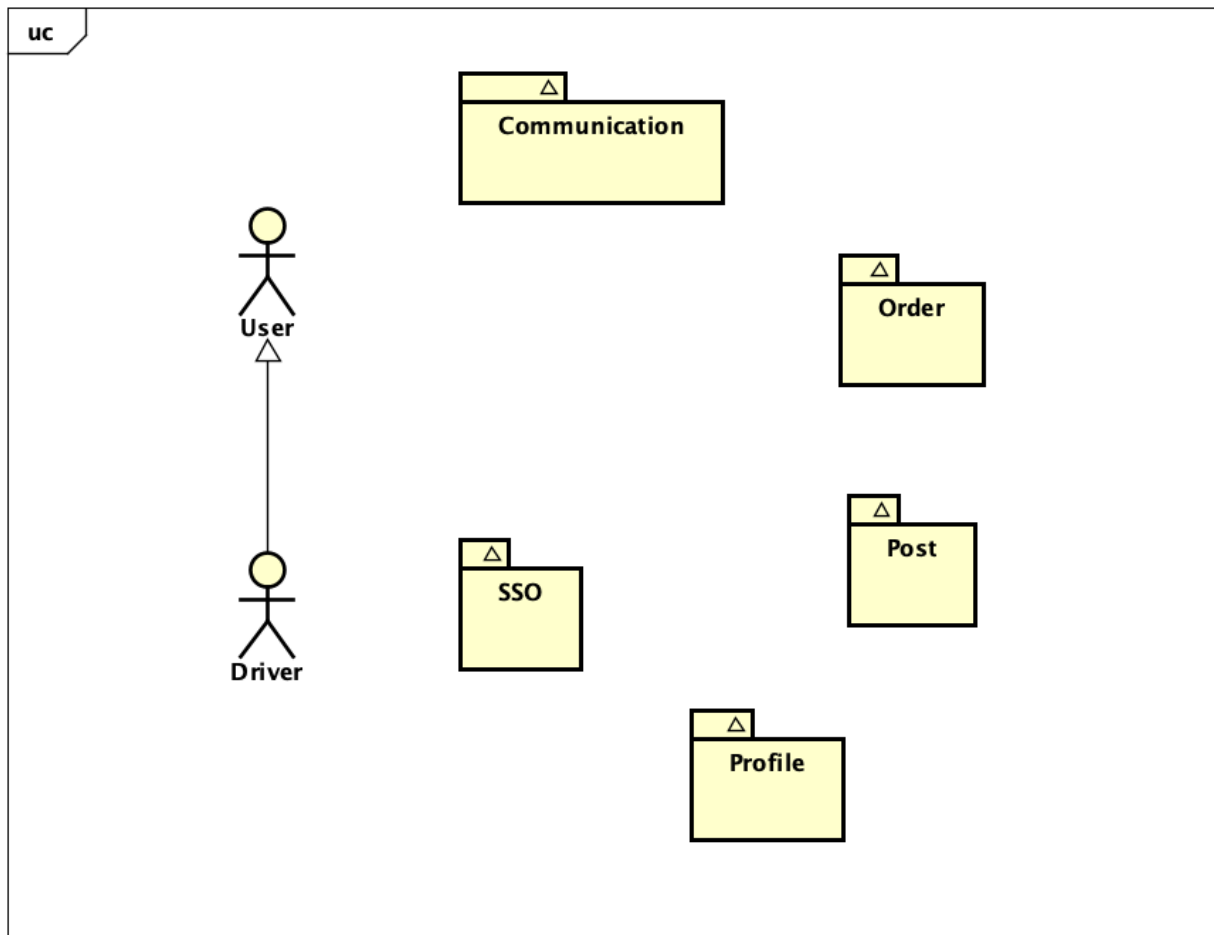 uc
Communication
User
Order
Post
SSO
Driver
Profile